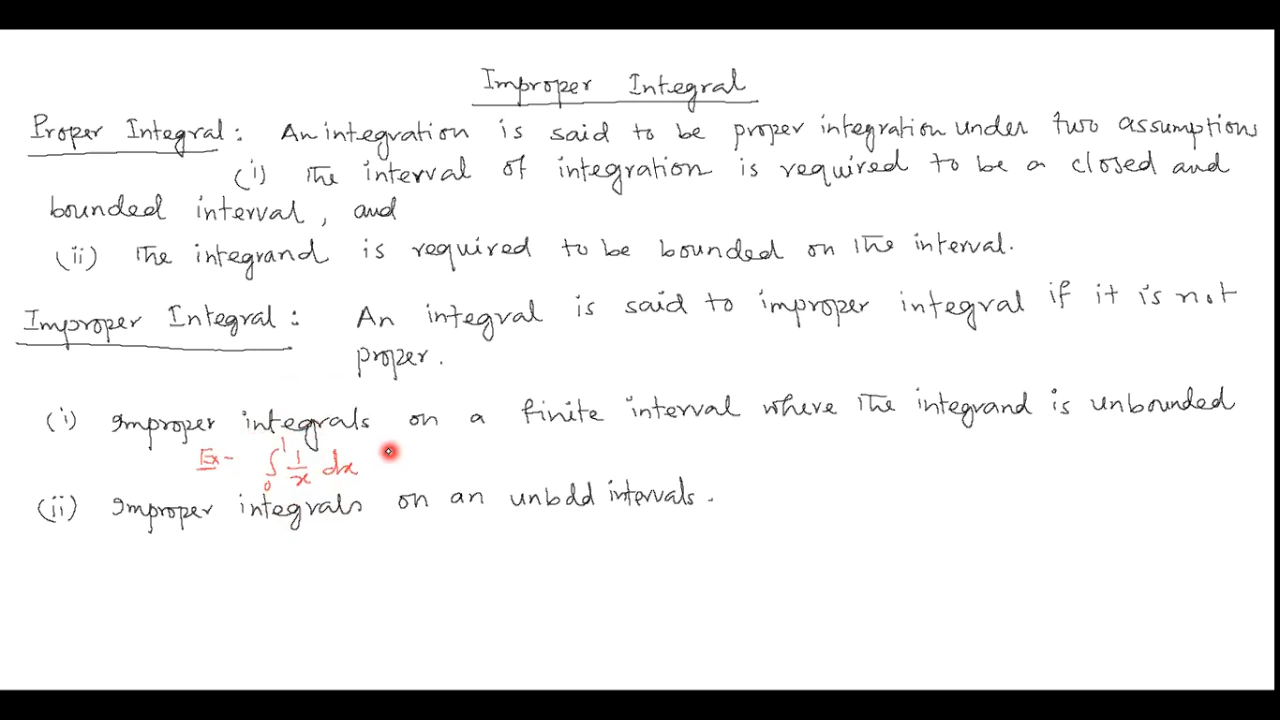 Improper Integral
Proper Integral: An integration is said to be proper integration under two assumptions
(i) The interval of integration is required to be a closed and
bounded interval, and
(ii) The integrand is required to be bounded on the interval.
Improper Integral: An integral is said to improper integral if it is not
proper.
(i) Improper integrals on a finite interval where the integrand is unbounded
Ex- ∫₀¹ 1/x dx
(ii) Improper integrals on an unbdd intervals.